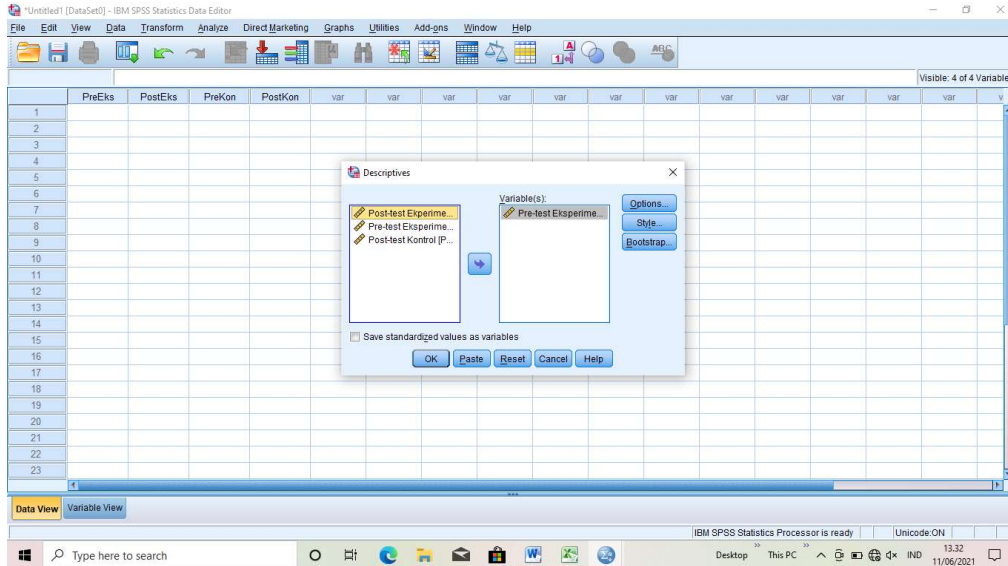 *Untitled1 [DataSet0] - IBM SPSS Statistics Data Editor
File Edit View Data Transform Analyze Direct Marketing Graphs Utilities Add-ons Window Help
Visible: 4 of 4 Variable
PreEks PostEks PreKon PostKon var var var var var var var var var var var var v
1
2
3
4
5
6
7
8
9
10
11
12
13
14
15
16
17
18
19
20
21
22
23
Descriptives
Variable(s):
Post-test Ekperime...
Pre-test Eksperime...
Post-test Kontrol [P...
Pre-test Eksperime...
Options...
Style...
Bootstrap...
Save standardized values as variables
OK Paste Reset Cancel Help
Data View Variable View
IBM SPSS Statistics Processor is ready Unicode:ON
Type here to search
Desktop This PC IND 13.32
11/06/2021